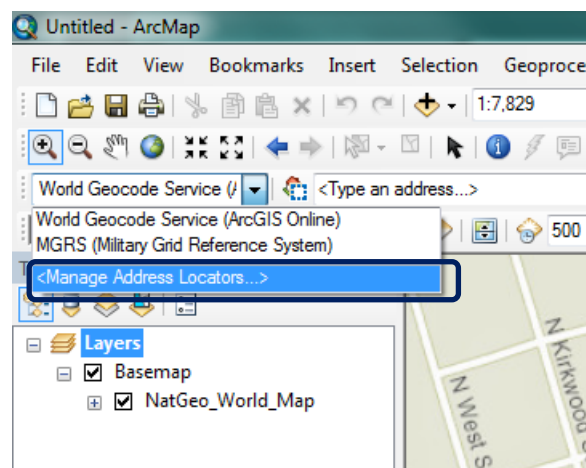 Untitled - ArcMap
File Edit View Bookmarks Insert Selection Geoproce
1:7,829
World Geocode Service (A <Type an address...>
World Geocode Service (ArcGIS Online)
MGRS (Military Grid Reference System)
500
<Manage Address Locators...>
Layers
Basemap
NatGeo_World_Map
N Kirkwood
N West S